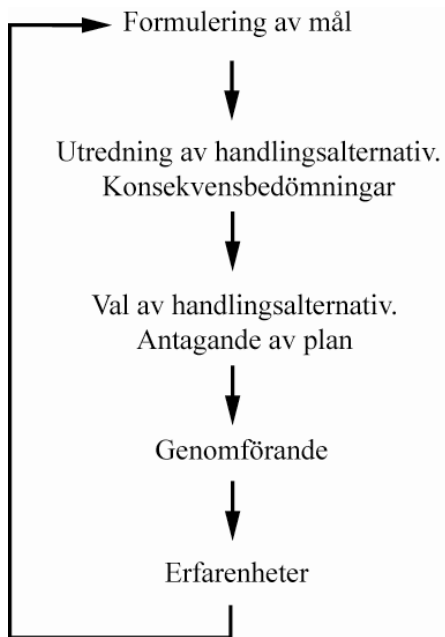 Formulering av mål
Utredning av handlingsalternativ.
Konsekvensbedömningar
Val av handlingsalternativ.
Antagande av plan
Genomförande
Erfarenheter